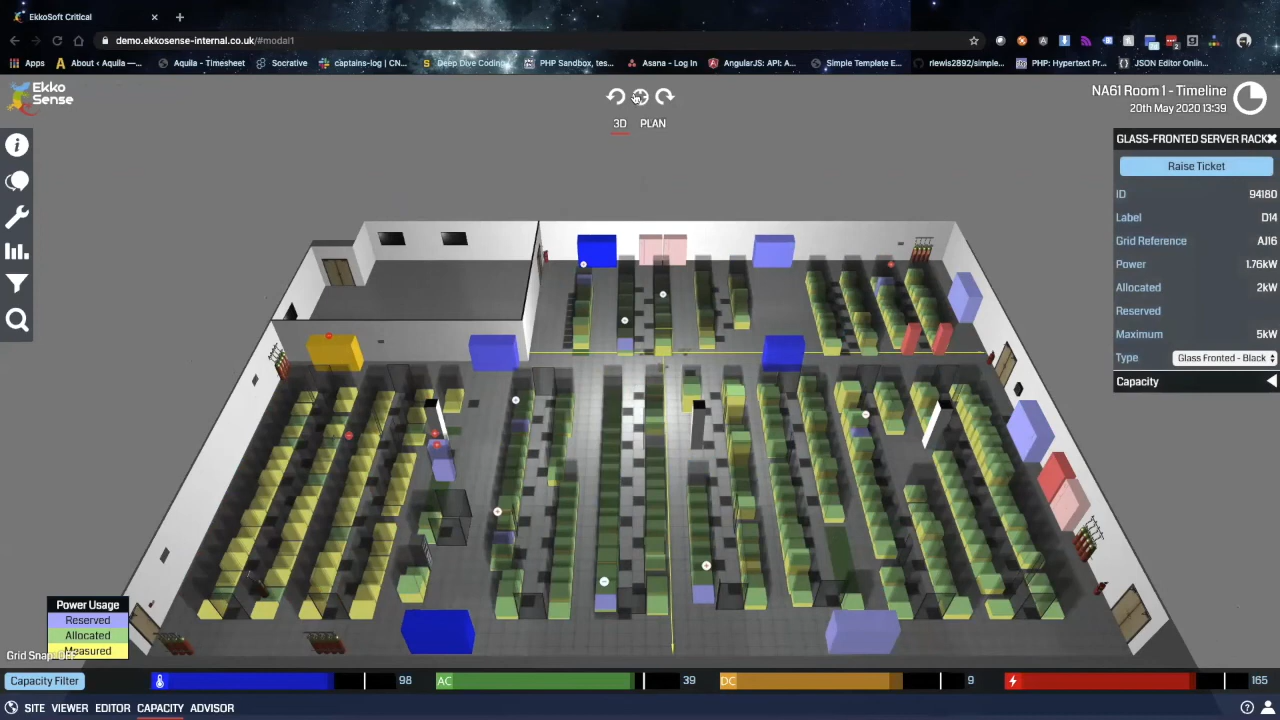 EkkoSoft Critical
demo.ekkosense-internal.co.uk/#modal1
Apps
About ‹ Aquila —...
Aquila - Timesheet
Socrative
captains-log | CN...
Deep Dive Coding...
PHP Sandbox, tes...
Asana - Log In
AngularJS: API: A...
Simple Template E...
rlewis2892/simple...
PHP: Hypertext Pr...
JSON Editor Onlin...
Ekko
Sense
3D PLAN
NA61 Room 1 - Timeline
20th May 2020 13:39
GLASS-FRONTED SERVER RACK
Raise Ticket
ID 94180
Label D14
Grid Reference AJ16
Power 1.76kW
Allocated 2kW
Reserved
Maximum 5kW
Type Glass Fronted - Black
Capacity
Power Usage
Reserved
Allocated
Measured
Grid Snap: OFF
Capacity Filter 98 AC 39 DC 9 165
SITE VIEWER EDITOR CAPACITY ADVISOR